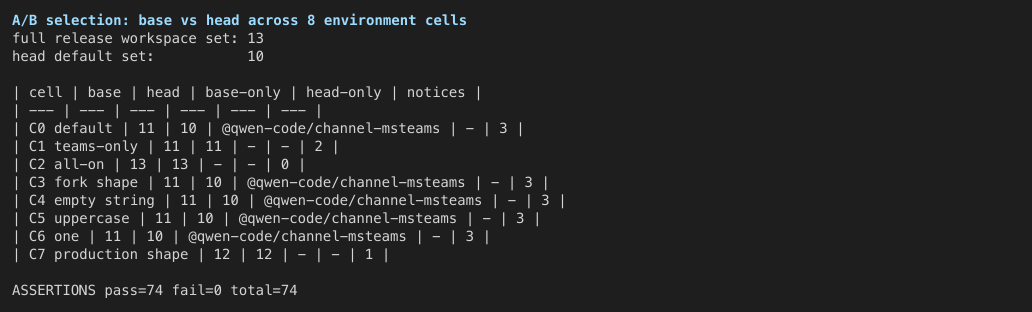 A/B selection: base vs head across 8 environment cells
full release workspace set: 13
head default set:           10
| cell | base | head | base-only | head-only | notices |
| --- | --- | --- | --- | --- | --- |
| C0 default | 11 | 10 | @qwen-code/channel-msteams | - | 3 |
| C1 teams-only | 11 | 11 | - | - | 2 |
| C2 all-on | 13 | 13 | - | - | 0 |
| C3 fork shape | 11 | 10 | @qwen-code/channel-msteams | - | 3 |
| C4 empty string | 11 | 10 | @qwen-code/channel-msteams | - | 3 |
| C5 uppercase | 11 | 10 | @qwen-code/channel-msteams | - | 3 |
| C6 one | 11 | 10 | @qwen-code/channel-msteams | - | 3 |
| C7 production shape | 12 | 12 | - | - | 1 |
ASSERTIONS pass=74 fail=0 total=74